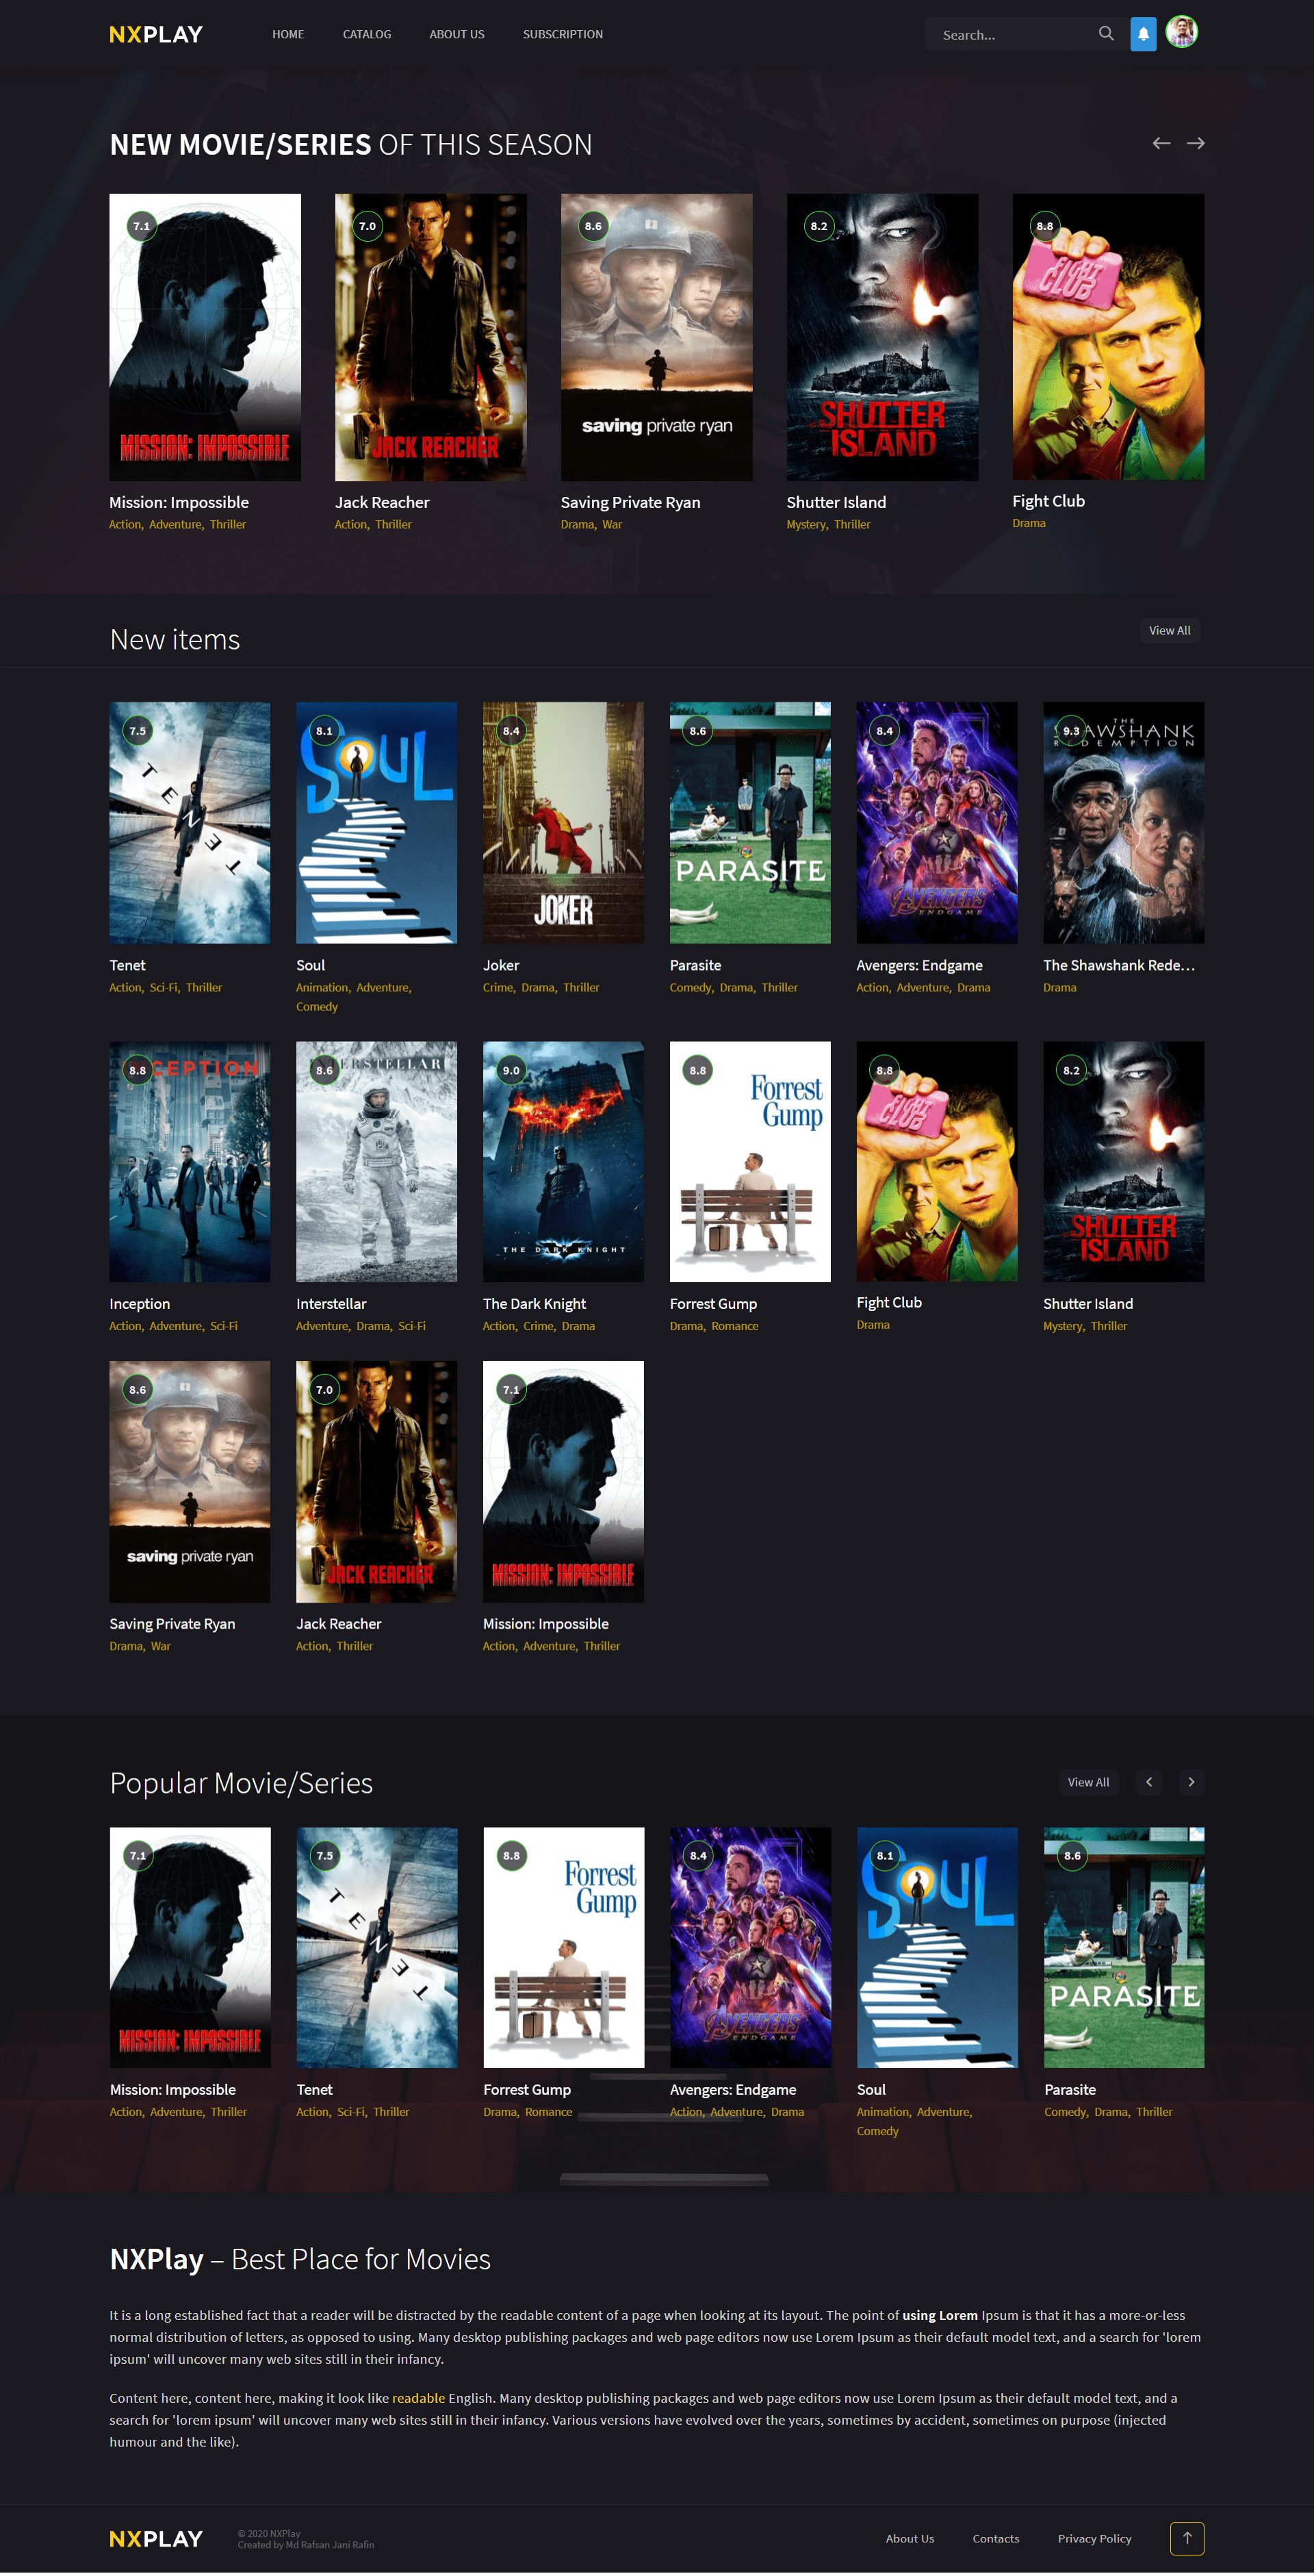 NXPLAY
HOME
CATALOG
ABOUT US
SUBSCRIPTION
Search...
NEW MOVIE/SERIES OF THIS SEASON
7.1
MISSION: IMPOSSIBLE
7.0
JACK REACHER
8.6
saving private ryan
8.2
SHUTTER
ISLAND
8.8
FIGHT
CLUB
Mission: Impossible
Action, Adventure, Thriller
Jack Reacher
Action, Thriller
Saving Private Ryan
Drama, War
Shutter Island
Mystery, Thriller
Fight Club
Drama
New items
View All
7.5
TENET
8.1
SOUL
8.4
JOKER
8.6
PARASITE
8.4
AVENGERS
ENDGAME
9.3
THE
SHAWSHANK
REDEMPTION
Tenet
Action, Sci-Fi, Thriller
Soul
Animation, Adventure,
Comedy
Joker
Crime, Drama, Thriller
Parasite
Comedy, Drama, Thriller
Avengers: Endgame
Action, Adventure, Drama
The Shawshank Rede...
Drama
8.8
CEPTION
8.6
ERSTELLAR
9.0
THE DARK KNIGHT
8.8
Forrest
Gump
8.8
FIGHT
CLUB
8.2
SHUTTER
ISLAND
Inception
Action, Adventure, Sci-Fi
Interstellar
Adventure, Drama, Sci-Fi
The Dark Knight
Action, Crime, Drama
Forrest Gump
Drama, Romance
Fight Club
Drama
Shutter Island
Mystery, Thriller
8.6
saving private ryan
7.0
JACK REACHER
7.1
MISSION: IMPOSSIBLE
Saving Private Ryan
Drama, War
Jack Reacher
Action, Thriller
Mission: Impossible
Action, Adventure, Thriller
Popular Movie/Series
View All
7.1
MISSION: IMPOSSIBLE
7.5
TENET
8.8
Forrest
Gump
8.4
AVENGERS
ENDGAME
8.1
SOUL
8.6
PARASITE
Mission: Impossible
Action, Adventure, Thriller
Tenet
Action, Sci-Fi, Thriller
Forrest Gump
Drama, Romance
Avengers: Endgame
Action, Adventure, Drama
Soul
Animation, Adventure,
Comedy
Parasite
Comedy, Drama, Thriller
NXPlay – Best Place for Movies
It is a long established fact that a reader will be distracted by the readable content of a page when looking at its layout. The point of using Lorem Ipsum is that it has a more-or-less
normal distribution of letters, as opposed to using. Many desktop publishing packages and web page editors now use Lorem Ipsum as their default model text, and a search for 'lorem
ipsum' will uncover many web sites still in their infancy.
Content here, content here, making it look like readable English. Many desktop publishing packages and web page editors now use Lorem Ipsum as their default model text, and a
search for 'lorem ipsum' will uncover many web sites still in their infancy. Various versions have evolved over the years, sometimes by accident, sometimes on purpose (injected
humour and the like).
NXPLAY
© 2020 NXPlay
Created by Md Rafsan Jani Rafin
About Us
Contacts
Privacy Policy